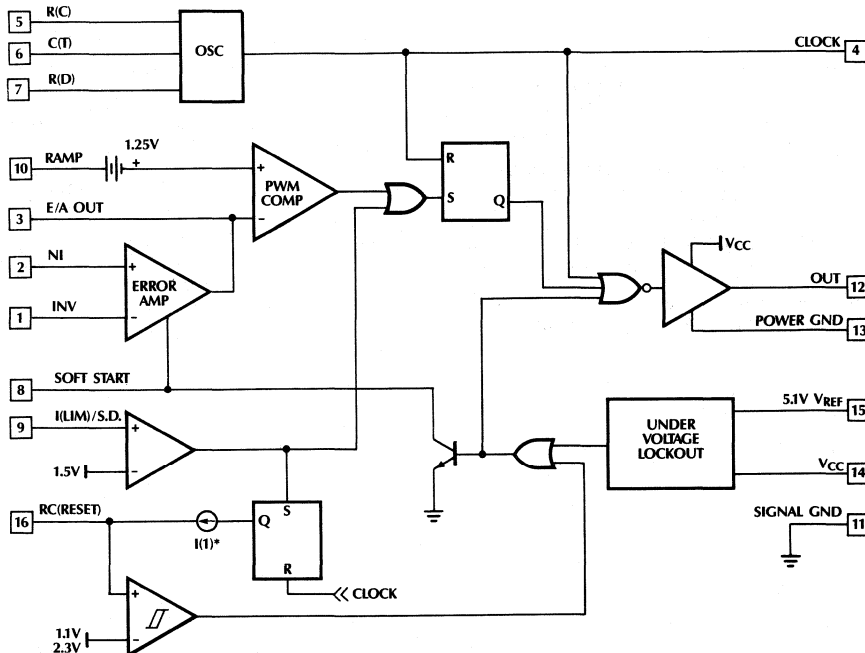 5 R(C)
6 C(T)
7 R(D)
OSC
CLOCK 4
10 RAMP
1.25V
+
+
-
PWM
COMP
R
S
Q
3 E/A OUT
2 NI
+
ERROR
AMP
1 INV
-
VCC
OUT 12
POWER GND 13
8 SOFT START
9 I(LIM)/S.D.
+
1.5V
-
UNDER
VOLTAGE
LOCKOUT
5.1V VREF 15
VCC 14
SIGNAL GND 11
16 RC(RESET)
I(1)*
S
Q
R
CLOCK
+
-
1.1V
2.3V